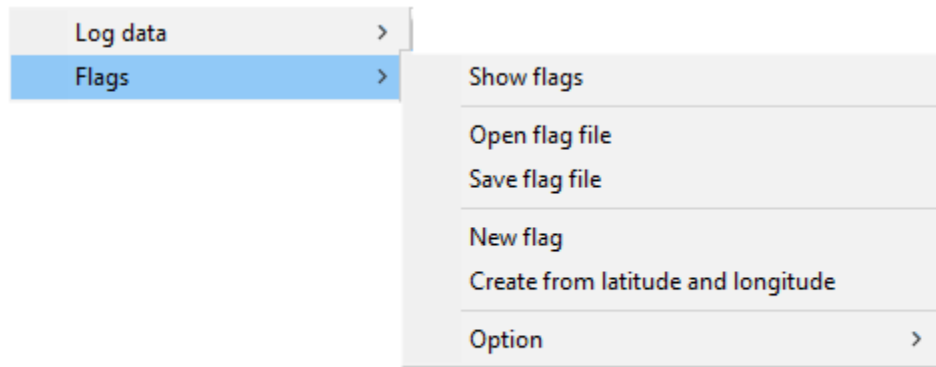 Log data
Flags
Show flags
Open flag file
Save flag file
New flag
Create from latitude and longitude
Option